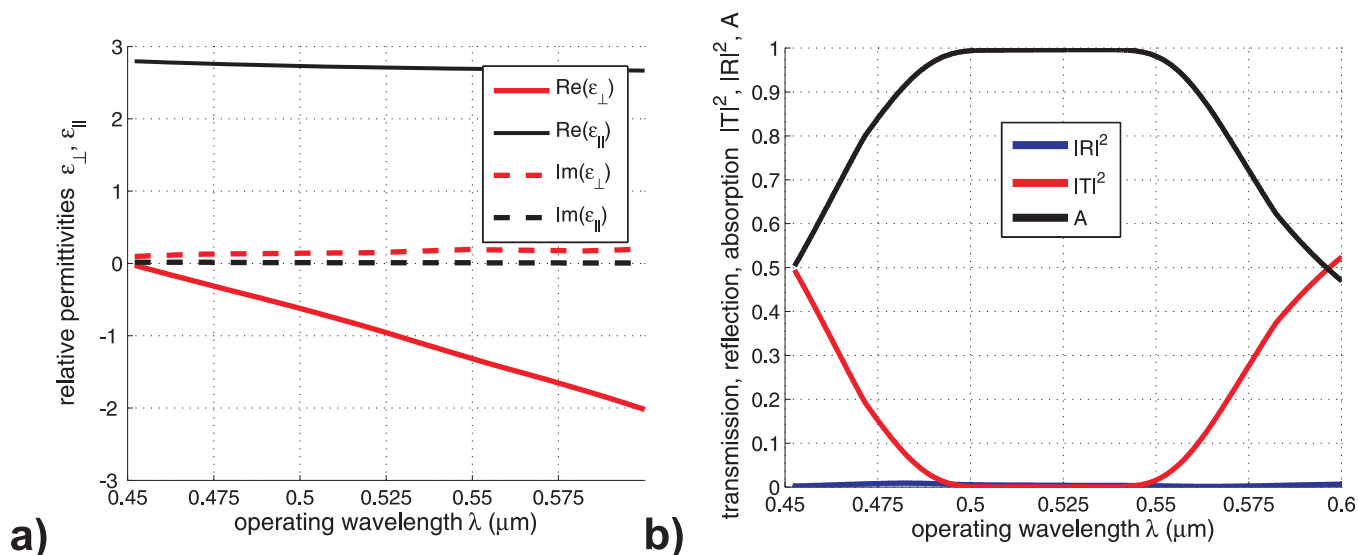 relative permittivities ε⊥, ε||
3
2
1
0
-1
-2
-3
0.45
0.475
0.5
0.525
0.55
0.575
operating wavelength λ (μm)
Re(ε⊥)
Re(ε||)
Im(ε⊥)
Im(ε||)
a)
transmission, reflection, absorption |T|², |R|², A
1
0.9
0.8
0.7
0.6
0.5
0.4
0.3
0.2
0.1
0
0.45
0.475
0.5
0.525
0.55
0.575
0.6
operating wavelength λ (μm)
|R|²
|T|²
A
b)